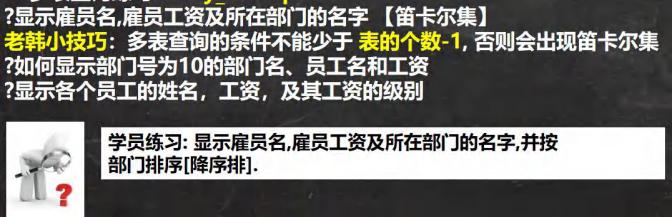 ?显示雇员名,雇员工资及所在部门的名字 【笛卡尔集】
老韩小技巧：多表查询的条件不能少于 表的个数-1, 否则会出现笛卡尔集
?如何显示部门号为10的部门名、员工名和工资
?显示各个员工的姓名，工资，及其工资的级别
学员练习: 显示雇员名,雇员工资及所在部门的名字,并按
部门排序[降序排].
?